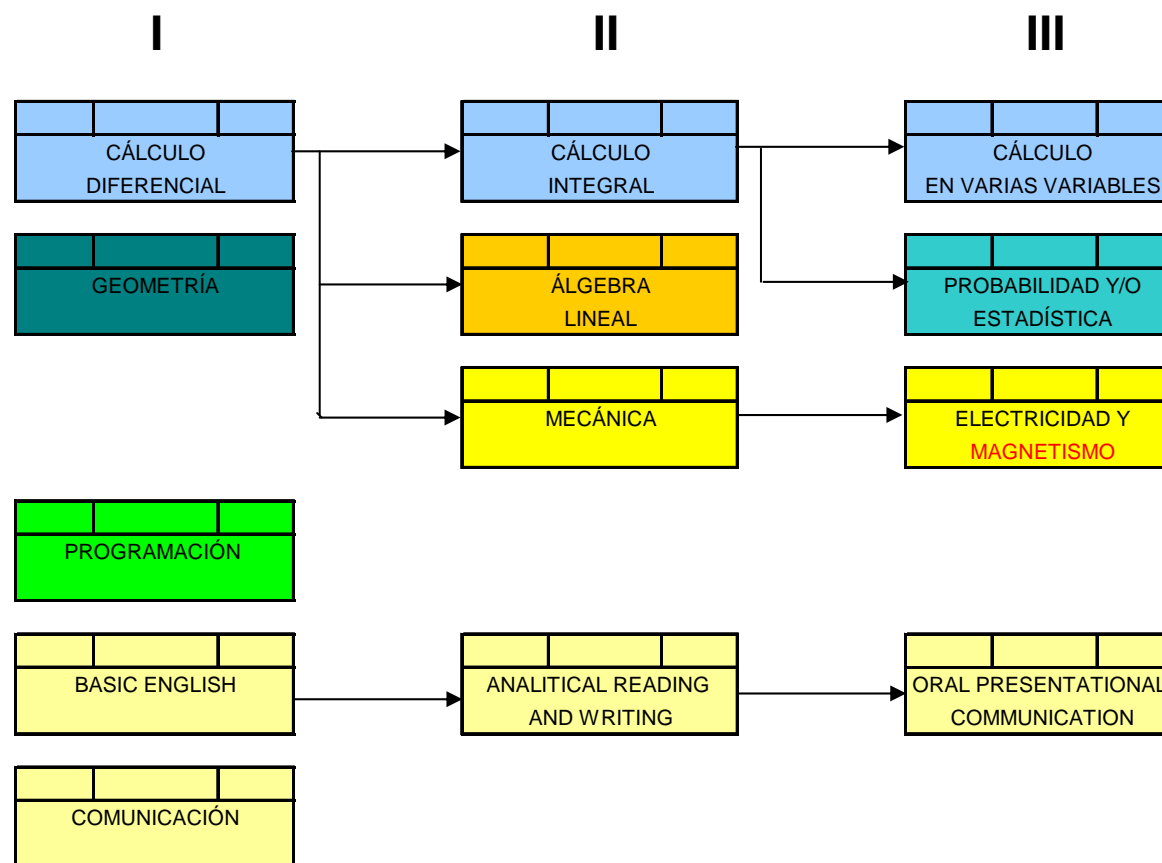 I
II
III
CÁLCULO
DIFERENCIAL
CÁLCULO
INTEGRAL
CÁLCULO
EN VARIAS VARIABLES
GEOMETRÍA
ÁLGEBRA
LINEAL
PROBABILIDAD Y/O
ESTADÍSTICA
MECÁNICA
ELECTRICIDAD Y
MAGNETISMO
PROGRAMACIÓN
BASIC ENGLISH
ANALITICAL READING
AND WRITING
ORAL PRESENTATIONAL
COMMUNICATION
COMUNICACIÓN